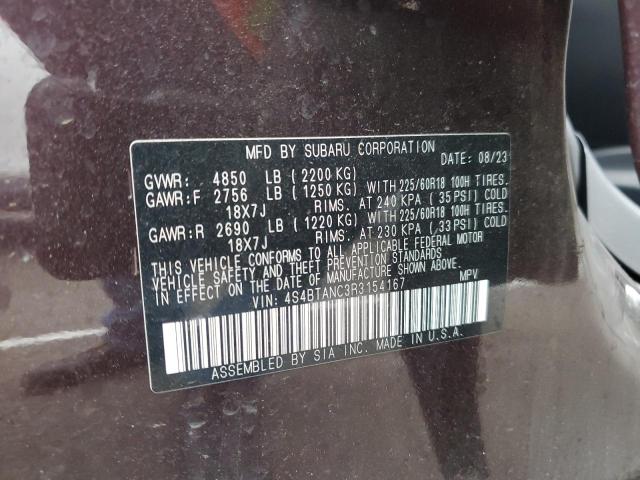 MFD BY SUBARU CORPORATION
DATE: 08/23
GVWR: 4850 LB (2200 KG)
GAWR:F 2756 LB (1250 KG) WITH 225/60R18 100H TIRES.
18X7J RIMS. AT 240 KPA (35 PSI) COLD
GAWR:R 2690 LB (1220 KG) WITH 225/60R18 100H TIRES.
18X7J RIMS. AT 230 KPA (33 PSI) COLD
THIS VEHICLE CONFORMS TO ALL APPLICABLE FEDERAL MOTOR
VEHICLE SAFETY AND THEFT PREVENTION STANDARDS
IN EFFECT ON THE DATE OF MANUFACTURE SHOWN ABOVE.
VIN: 4S4BTANC3R3154167 MPV
ASSEMBLED BY SIA INC. MADE IN U.S.A.